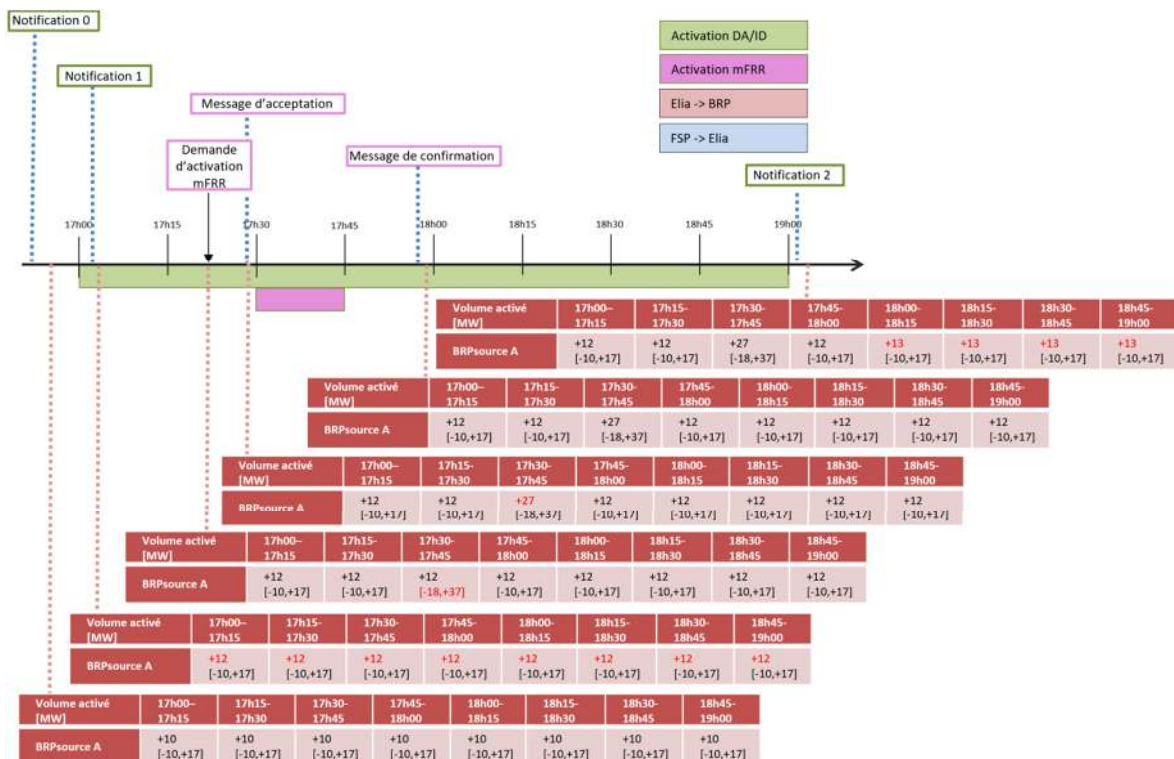 Notification 0
Notification 1
Message d'acceptation
Demande
d'activation
mFRR
Message de confirmation
Notification 2
Activation DA/ID
Activation mFRR
Elia -> BRP
FSP -> Elia
17h00 17h15 17h30 17h45 18h00 18h15 18h30 18h45 19h00
Volume activé 17h00– 17h15- 17h30- 17h45- 18h00- 18h15- 18h30- 18h45-
[MW] 17h15 17h30 17h45 18h00 18h15 18h30 18h45 19h00
BRPsource A +12 +12 +27 +12 +13 +13 +13 +13
[-10,+17] [-10,+17] [-18,+37] [-10,+17] [-10,+17] [-10,+17] [-10,+17] [-10,+17]
Volume activé 17h00– 17h15- 17h30- 17h45- 18h00- 18h15- 18h30- 18h45-
[MW] 17h15 17h30 17h45 18h00 18h15 18h30 18h45 19h00
BRPsource A +12 +12 +27 +12 +12 +12 +12 +12
[-10,+17] [-10,+17] [-18,+37] [-10,+17] [-10,+17] [-10,+17] [-10,+17] [-10,+17]
Volume activé 17h00– 17h15- 17h30- 17h45- 18h00- 18h15- 18h30- 18h45-
[MW] 17h15 17h30 17h45 18h00 18h15 18h30 18h45 19h00
BRPsource A +12 +12 +27 +12 +12 +12 +12 +12
[-10,+17] [-10,+17] [-18,+37] [-10,+17] [-10,+17] [-10,+17] [-10,+17] [-10,+17]
Volume activé 17h00– 17h15- 17h30- 17h45- 18h00- 18h15- 18h30- 18h45-
[MW] 17h15 17h30 17h45 18h00 18h15 18h30 18h45 19h00
BRPsource A +12 +12 +12 +12 +12 +12 +12 +12
[-10,+17] [-10,+17] [-18,+37] [-10,+17] [-10,+17] [-10,+17] [-10,+17] [-10,+17]
Volume activé 17h00– 17h15- 17h30- 17h45- 18h00- 18h15- 18h30- 18h45-
[MW] 17h15 17h30 17h45 18h00 18h15 18h30 18h45 19h00
BRPsource A +12 +12 +12 +12 +12 +12 +12 +12
[-10,+17] [-10,+17] [-10,+17] [-10,+17] [-10,+17] [-10,+17] [-10,+17] [-10,+17]
Volume activé 17h00– 17h15- 17h30- 17h45- 18h00- 18h15- 18h30- 18h45-
[MW] 17h15 17h30 17h45 18h00 18h15 18h30 18h45 19h00
BRPsource A +10 +10 +10 +10 +10 +10 +10 +10
[-10,+17] [-10,+17] [-10,+17] [-10,+17] [-10,+17] [-10,+17] [-10,+17] [-10,+17]